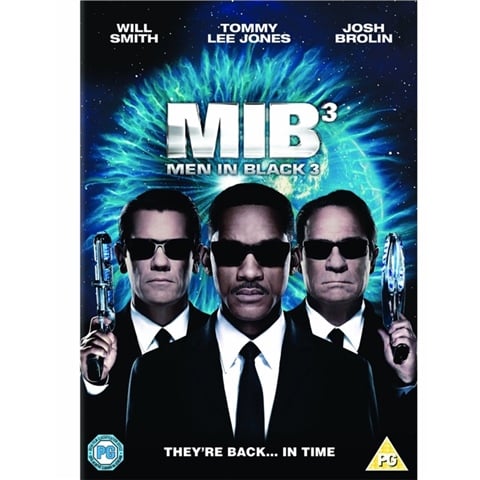 WILL SMITH
TOMMY LEE JONES
JOSH BROLIN
MIB³
MEN IN BLACK 3
THEY'RE BACK... IN TIME
PG
PG